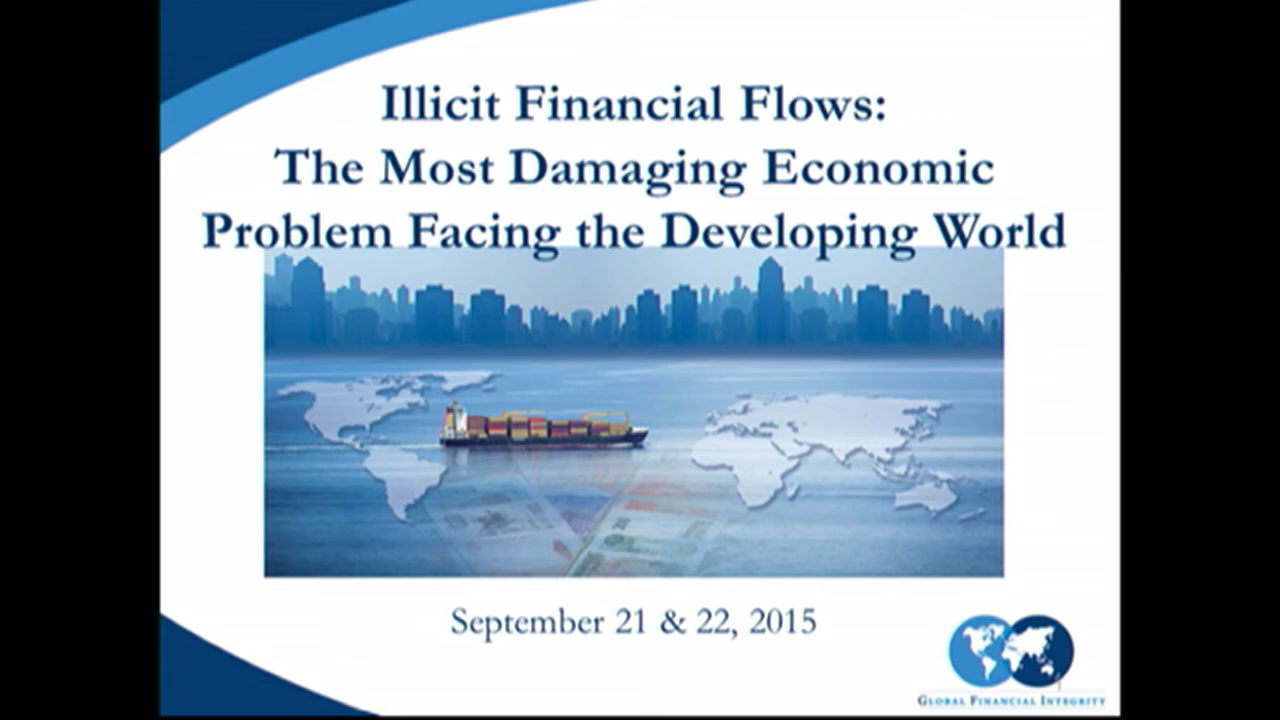 Illicit Financial Flows:
The Most Damaging Economic
Problem Facing the Developing World
September 21 & 22, 2015
GLOBAL FINANCIAL INTEGRITY